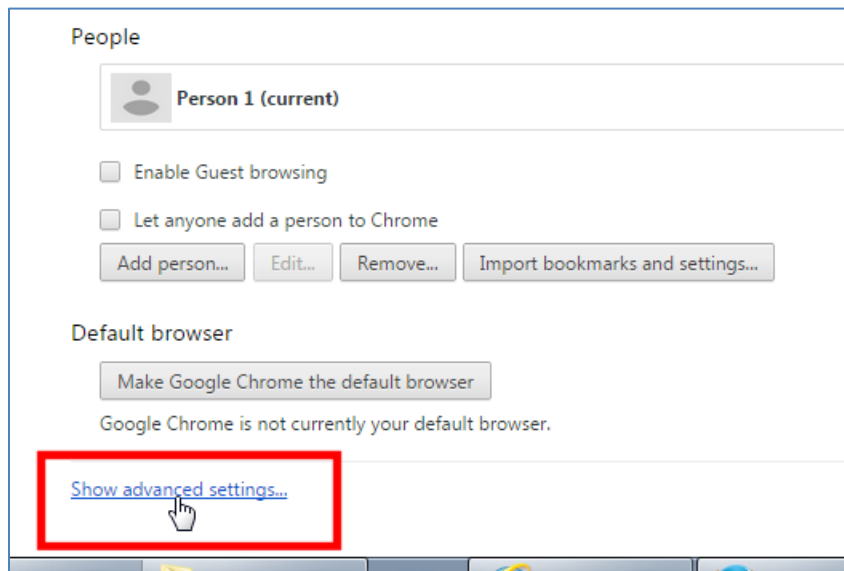 People
Person 1 (current)
Enable Guest browsing
Let anyone add a person to Chrome
Add person... Edit... Remove... Import bookmarks and settings...
Default browser
Make Google Chrome the default browser
Google Chrome is not currently your default browser.
Show advanced settings...